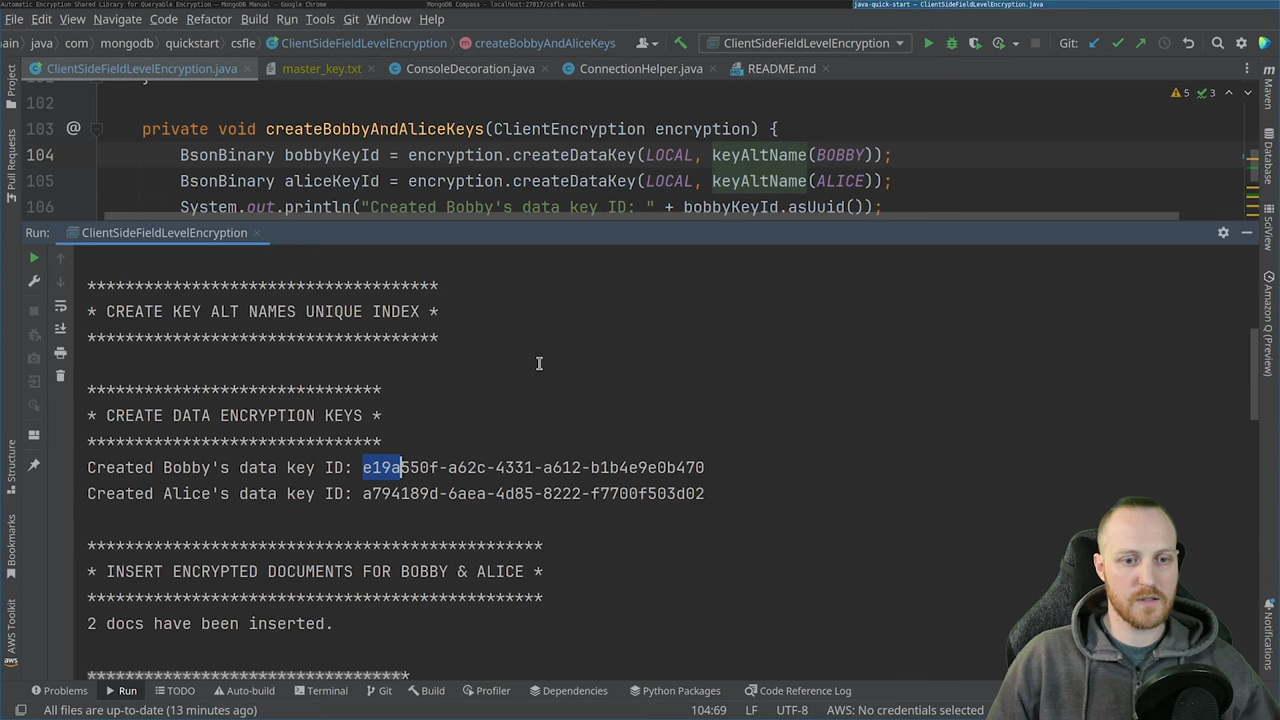 Automatic Encryption Shared Library for Queryable Encryption – MongoDB Manual - Google Chrome
MongoDB Compass - localhost:27017/csfle.vault
java-quick-start – ClientSideFieldLevelEncryption.java
File Edit View Navigate Code Refactor Build Run Tools Git Window Help
ain java com mongodb quickstart csfle ClientSideFieldLevelEncryption createBobbyAndAliceKeys ClientSideFieldLevelEncryption Git:
ClientSideFieldLevelEncryption.java master_key.txt ConsoleDecoration.java ConnectionHelper.java README.md
Project
Pull Requests
Structure
Bookmarks
AWS Toolkit
aws
102
5 3
103 @ private void createBobbyAndAliceKeys(ClientEncryption encryption) {
104 BsonBinary bobbyKeyId = encryption.createDataKey(LOCAL, keyAltName(BOBBY));
105 BsonBinary aliceKeyId = encryption.createDataKey(LOCAL, keyAltName(ALICE));
106 System.out.println("Created Bobby's data key ID: " + bobbyKeyId.asUuid());
Run: ClientSideFieldLevelEncryption
*************************************
* CREATE KEY ALT NAMES UNIQUE INDEX *
*************************************
*******************************
* CREATE DATA ENCRYPTION KEYS *
*******************************
Created Bobby's data key ID: e19a550f-a62c-4331-a612-b1b4e9e0b470
Created Alice's data key ID: a794189d-6aea-4d85-8222-f7700f503d02
************************************************
* INSERT ENCRYPTED DOCUMENTS FOR BOBBY & ALICE *
************************************************
2 docs have been inserted.
**********************************
Maven
Database
SciView
Amazon Q (Preview)
Notifications
Problems Run TODO Auto-build Terminal Git Build Profiler Dependencies Python Packages Code Reference Log
All files are up-to-date (13 minutes ago) 104:69 LF UTF-8 AWS: No credentials selected